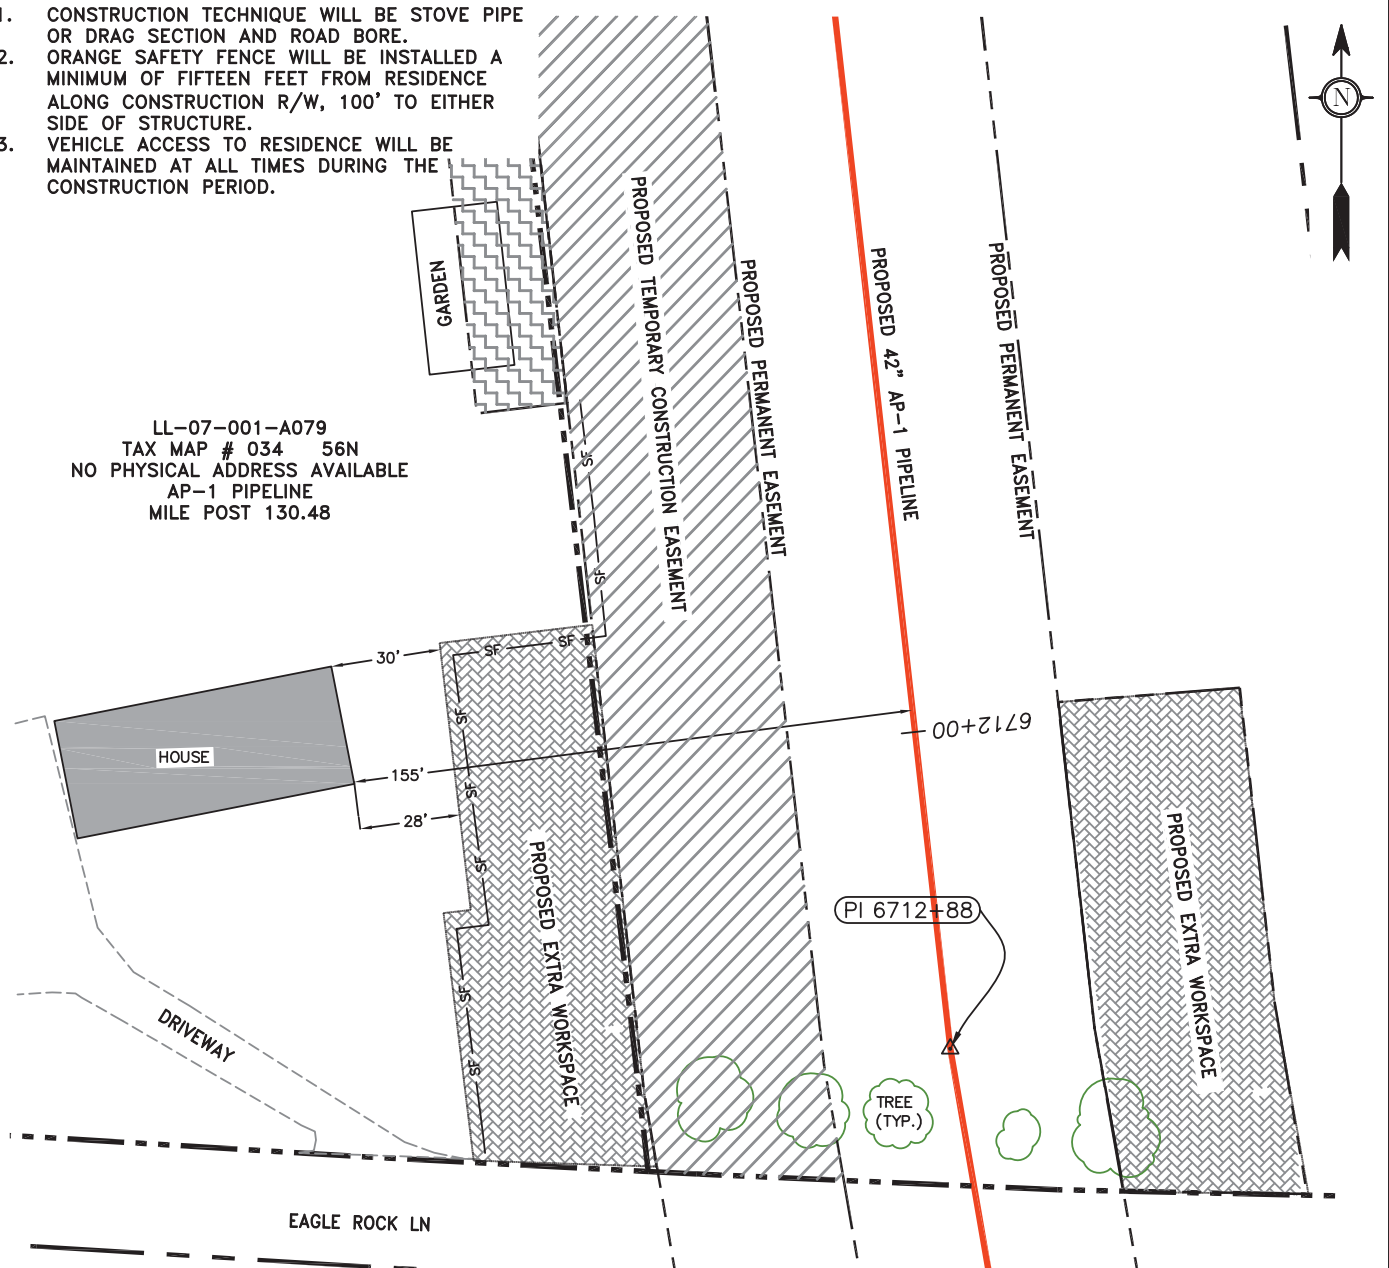 1. CONSTRUCTION TECHNIQUE WILL BE STOVE PIPE
OR DRAG SECTION AND ROAD BORE.
2. ORANGE SAFETY FENCE WILL BE INSTALLED A
MINIMUM OF FIFTEEN FEET FROM RESIDENCE
ALONG CONSTRUCTION R/W, 100' TO EITHER
SIDE OF STRUCTURE.
3. VEHICLE ACCESS TO RESIDENCE WILL BE
MAINTAINED AT ALL TIMES DURING THE
CONSTRUCTION PERIOD.
N
GARDEN
PROPOSED TEMPORARY CONSTRUCTION EASEMENT
PROPOSED PERMANENT EASEMENT
PROPOSED 42" AP-1 PIPELINE
PROPOSED PERMANENT EASEMENT
LL-07-001-A079
TAX MAP # 034 56N
NO PHYSICAL ADDRESS AVAILABLE
AP-1 PIPELINE
MILE POST 130.48
SF
SF
SF
SF
30'
SF
6712+00
HOUSE
155'
SF
28'
SF
PROPOSED EXTRA WORKSPACE
PROPOSED EXTRA WORKSPACE
PI 6712+88
SF
SF
DRIVEWAY
TREE
(TYP.)
EAGLE ROCK LN